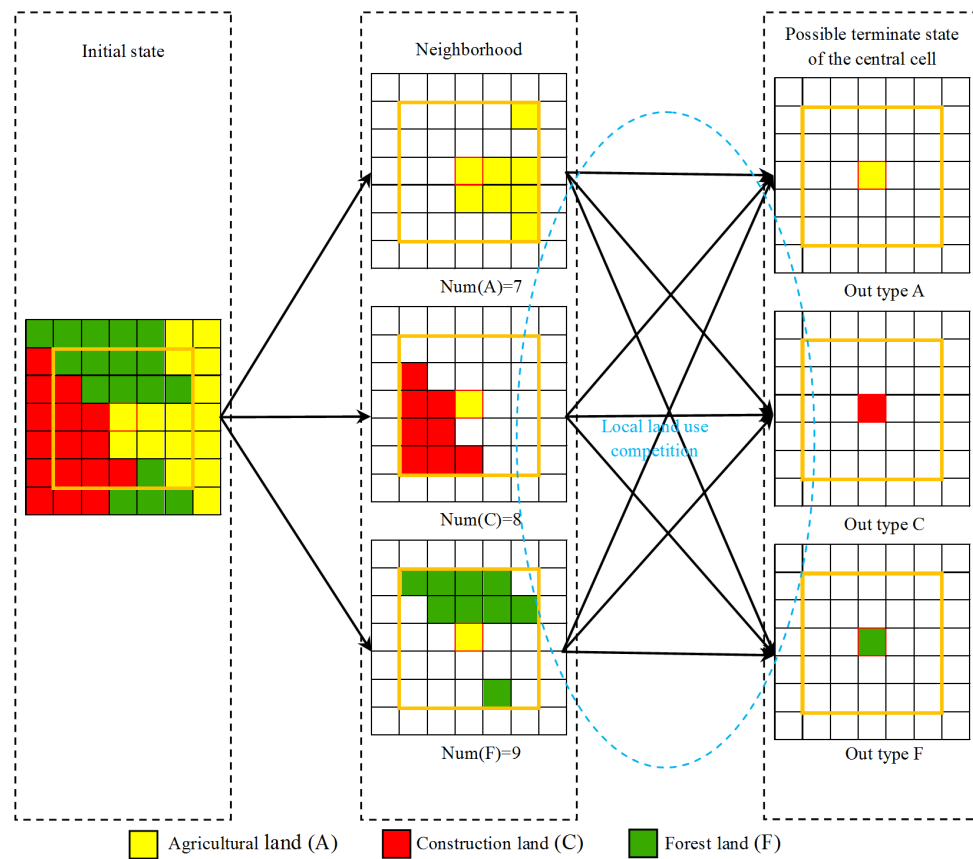 Initial state
Neighborhood
Possible terminate state
of the central cell
Num(A)=7
Out type A
Local land use
competition
Num(C)=8
Out type C
Num(F)=9
Out type F
Agricultural land (A)
Construction land (C)
Forest land (F)